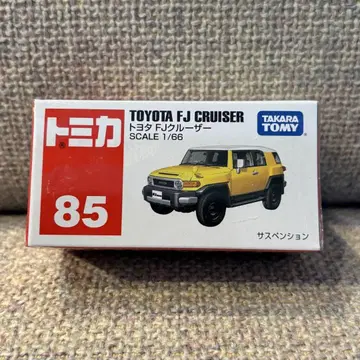 トミカ
85
TOYOTA FJ CRUISER
トヨタ FJクルーザー
SCALE 1/66
TAKARA
TOMY
サスペンション